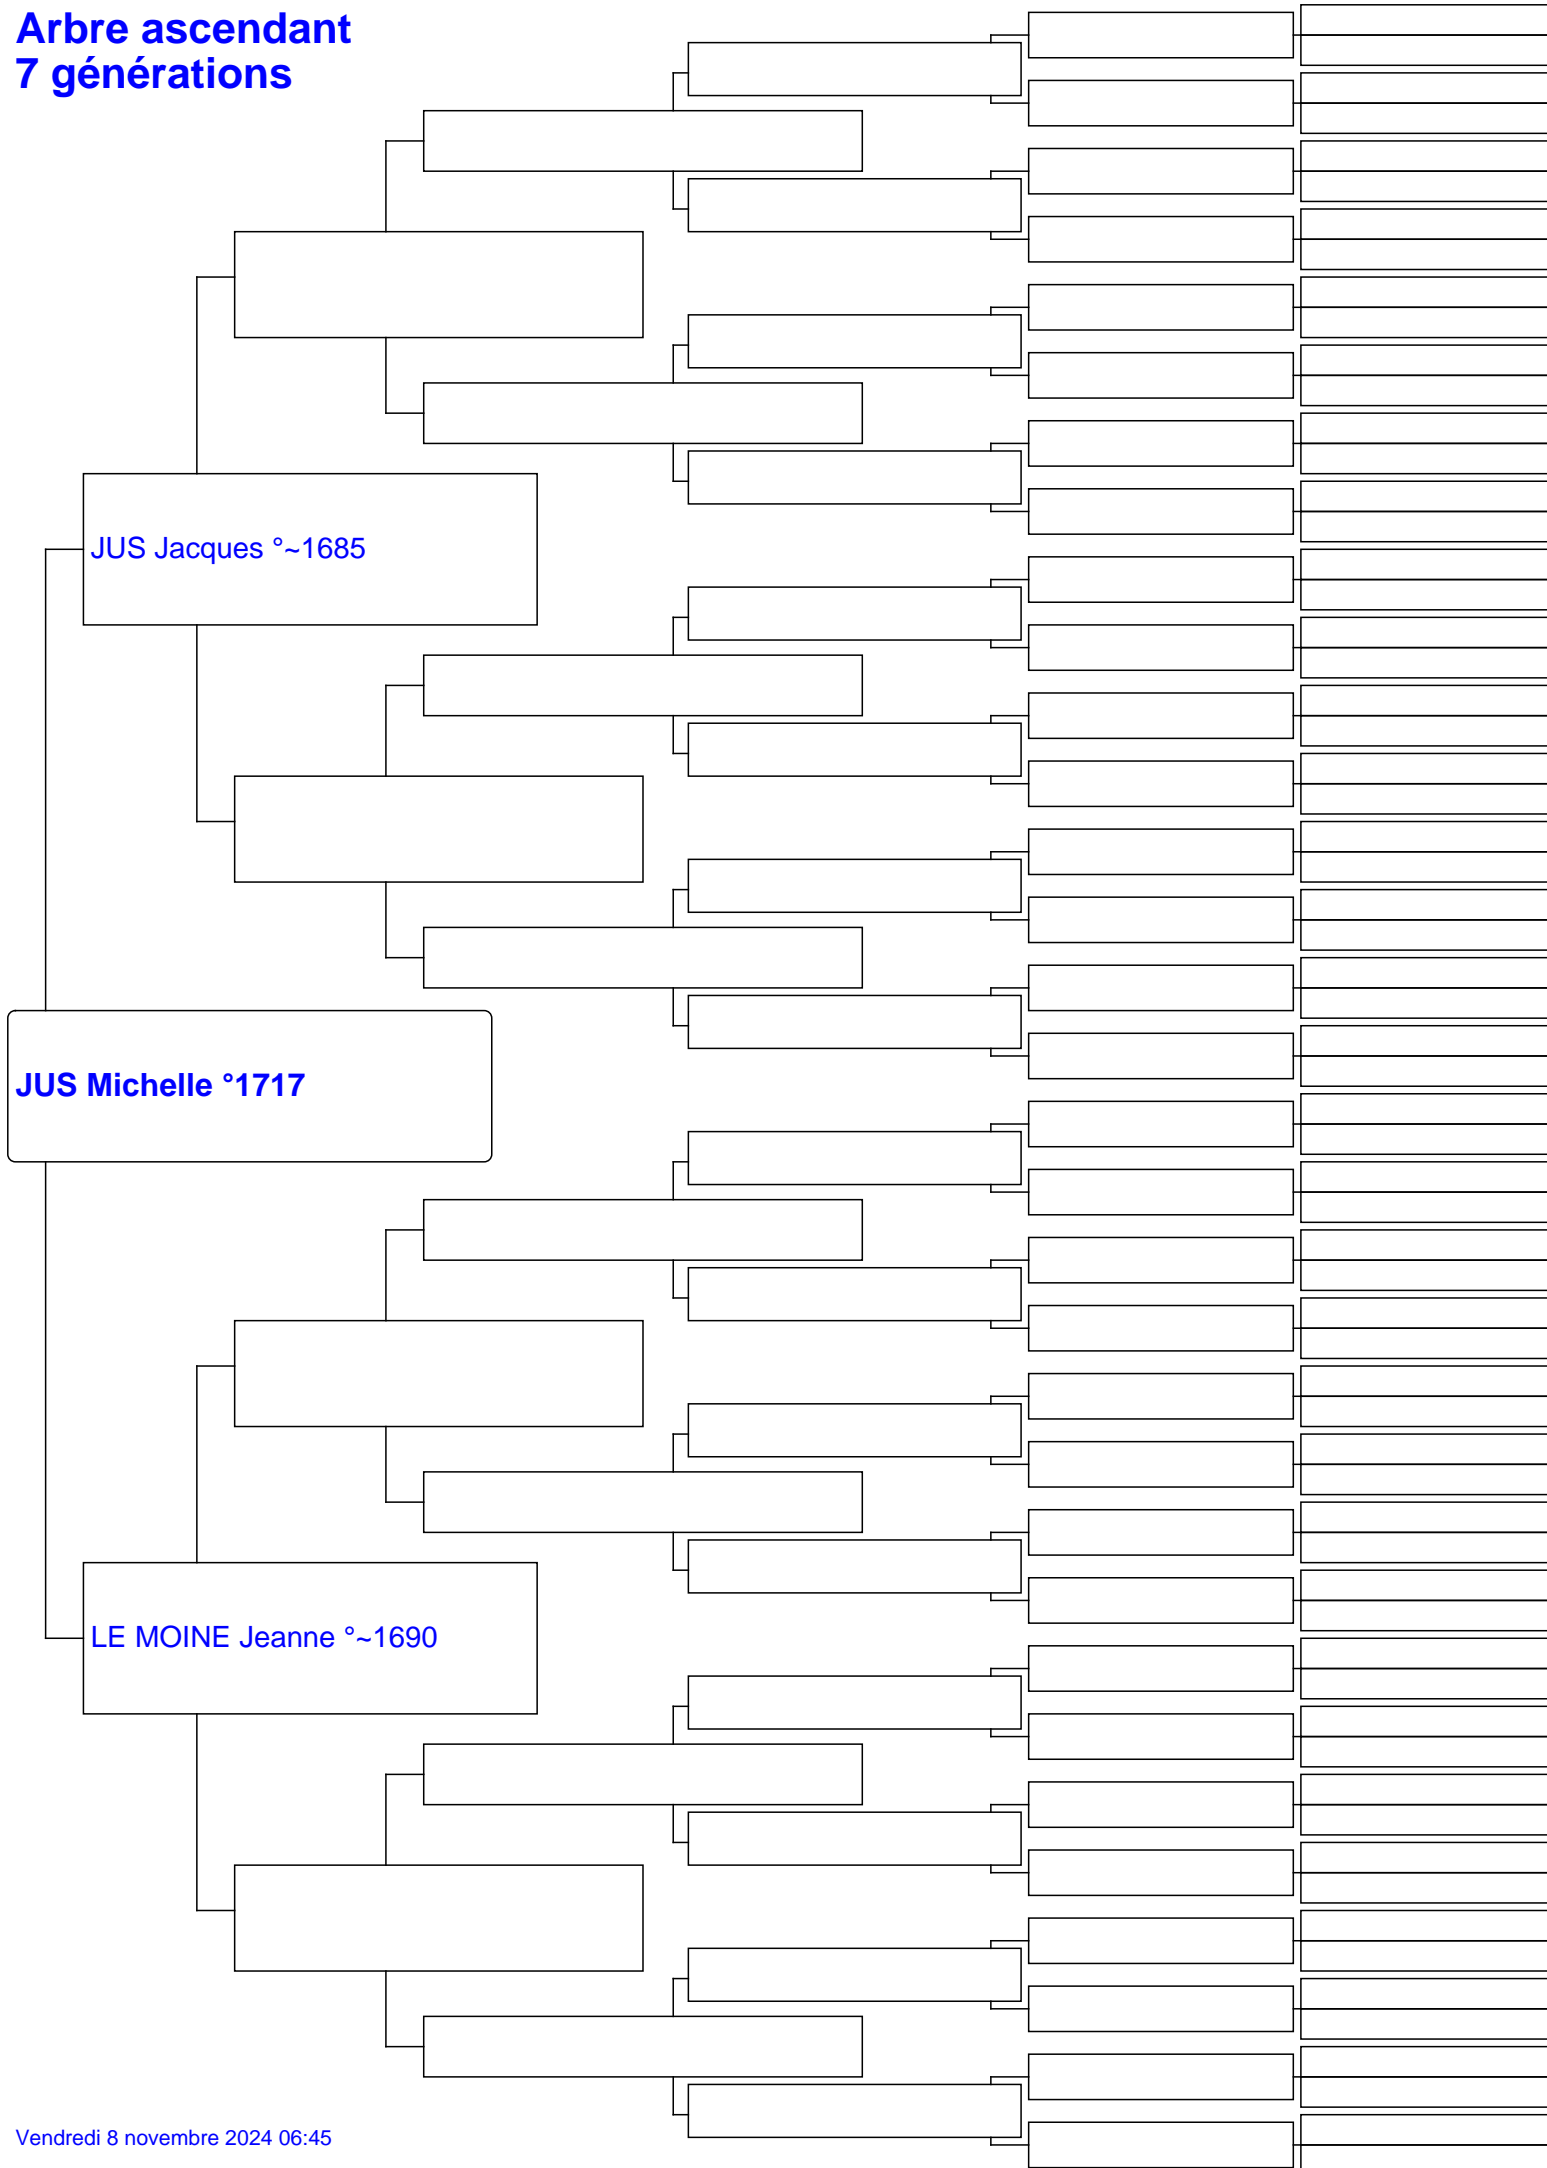 Arbre ascendant
7 générations
JUS Jacques °~1685
JUS Michelle °1717
LE MOINE Jeanne °~1690
Vendredi 8 novembre 2024 06:45